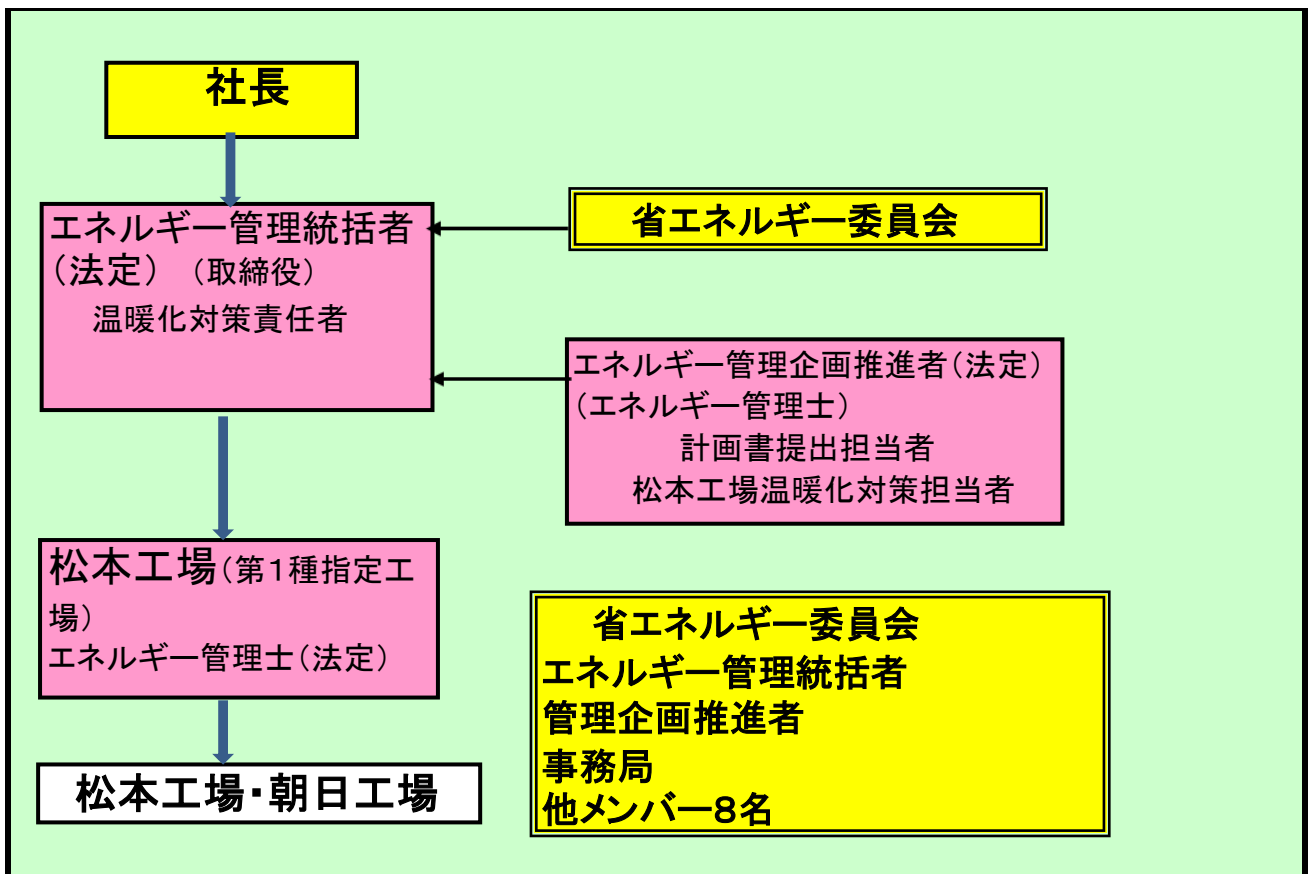 社長
エネルギー管理統括者
(法定) (取締役)
温暖化対策責任者
省エネルギー委員会
エネルギー管理企画推進者(法定)
(エネルギー管理士)
計画書提出担当者
松本工場温暖化対策担当者
松本工場(第1種指定工
場)
エネルギー管理士(法定)
省エネルギー委員会
エネルギー管理統括者
管理企画推進者
事務局
他メンバー8名
松本工場・朝日工場